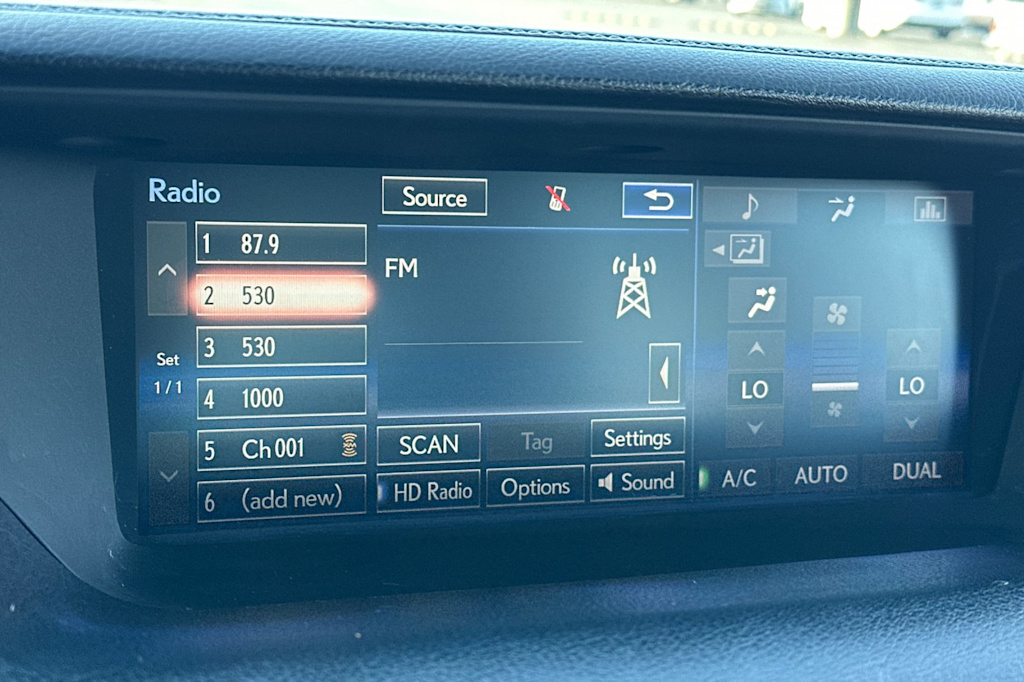 Radio
Source
1 87.9
2 530
3 530
4 1000
5 Ch 001
6 (add new)
Set
1/1
FM
SCAN
Tag
Settings
HD Radio
Options
Sound
LO
LO
A/C
AUTO
DUAL